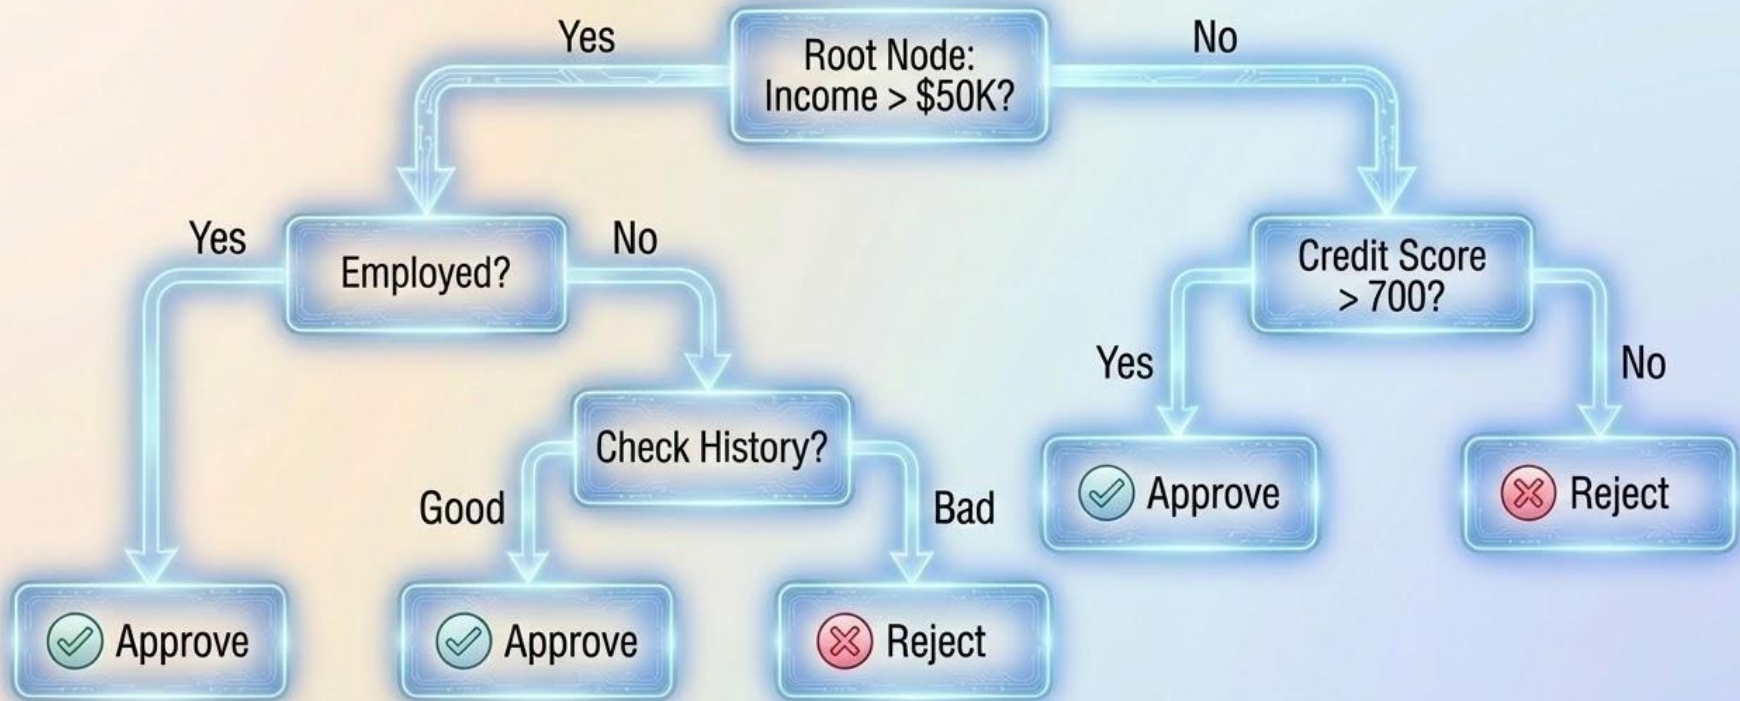 Yes
Root Node:
Income > $50K?
No
Yes
Employed?
No
Credit Score
> 700?
Yes
No
Check History?
Good
Bad
Approve
Reject
Approve
Approve
Reject